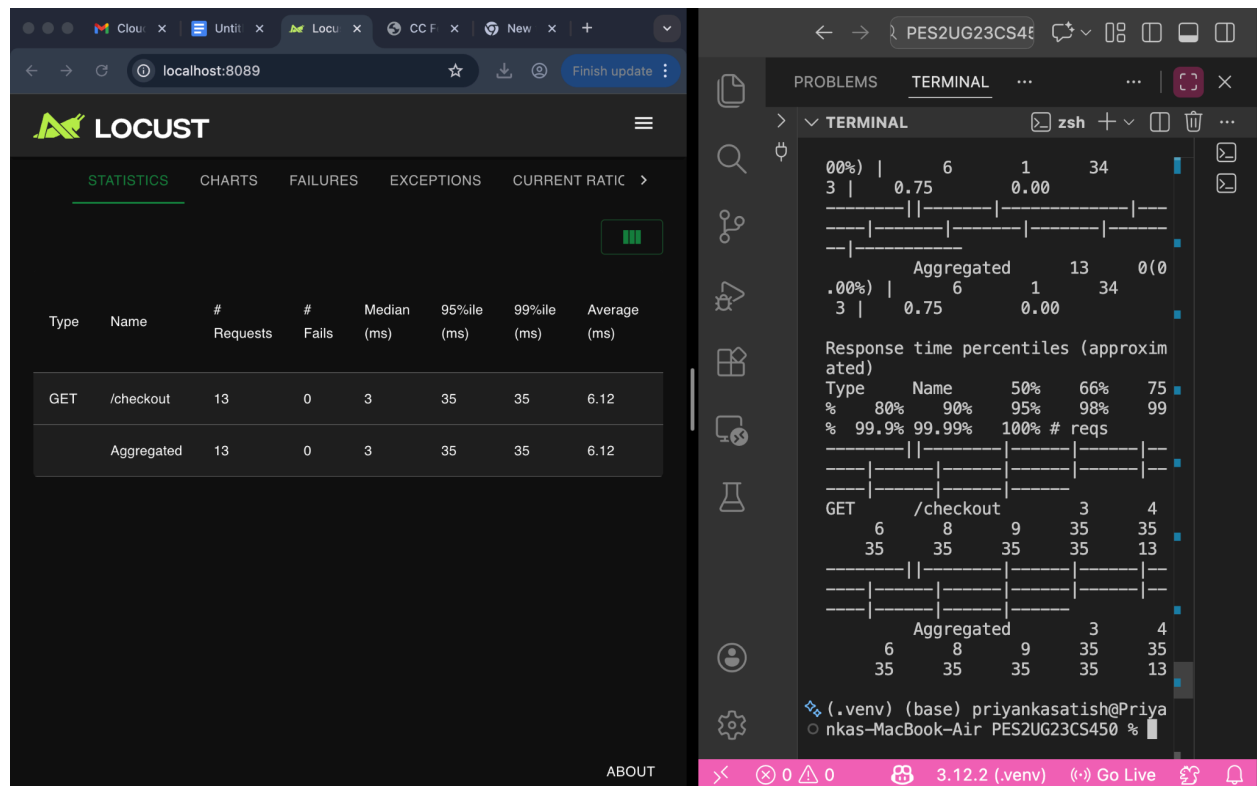 Clou
Untit
Locu
CC F
New
localhost:8089
Finish update
LOCUST
STATISTICS CHARTS FAILURES EXCEPTIONS CURRENT RATIO
Type Name # Requests # Fails Median (ms) 95%ile (ms) 99%ile (ms) Average (ms)
GET /checkout 13 0 3 35 35 6.12
Aggregated 13 0 3 35 35 6.12
ABOUT
PES2UG23CS45
PROBLEMS TERMINAL ...
TERMINAL zsh
00%) | 6 1 34
3 | 0.75 0.00
--------||-------|-------------|---
----|-------|-------|-------|------
--|-----------
Aggregated 13 0(0
.00%) | 6 1 34
3 | 0.75 0.00
Response time percentiles (approxim
ated)
Type Name 50% 66% 75
% 80% 90% 95% 98% 99
% 99.9% 99.99% 100% # reqs
--------||--------|------|------|--
----|------|------|------|------|--
----|------|------|------
GET /checkout 3 4
6 8 9 35 35
35 35 35 35 13
--------||--------|------|------|--
----|------|------|------|------|--
----|------|------|------
Aggregated 3 4
6 8 9 35 35
35 35 35 35 13
(.venv) (base) priyankasatish@Priya
nkas-MacBook-Air PES2UG23CS450 %
0 0 3.12.2 (.venv) Go Live